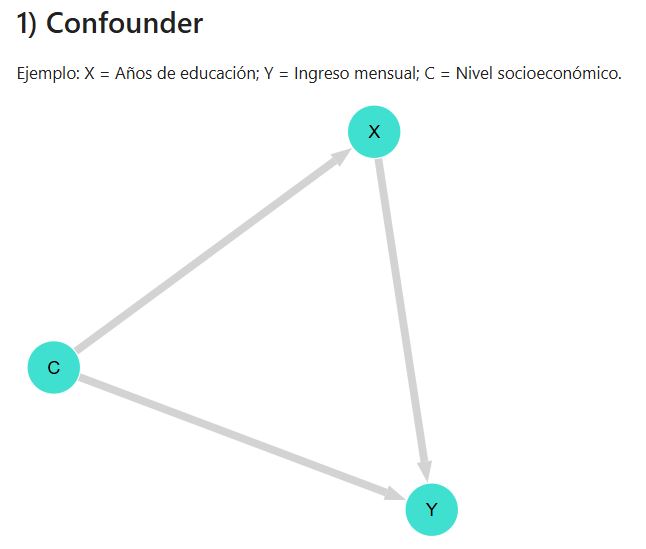 1) Confounder
Ejemplo: X = Años de educación; Y = Ingreso mensual; C = Nivel socioeconómico.
X
C
Y